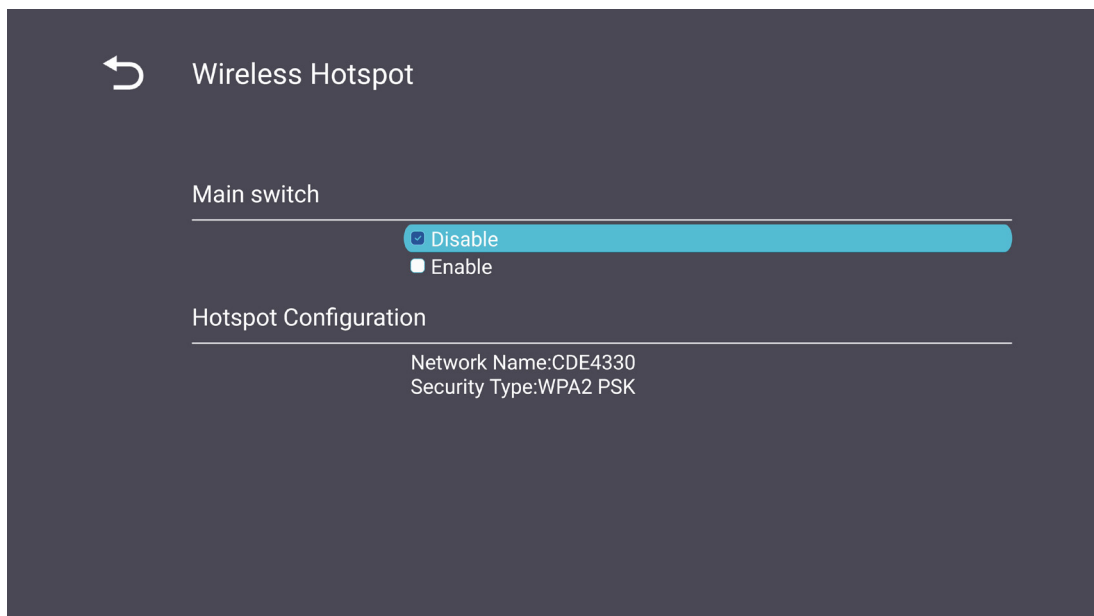 Wireless Hotspot
Main switch
Disable
Enable
Hotspot Configuration
Network Name:CDE4330
Security Type:WPA2 PSK